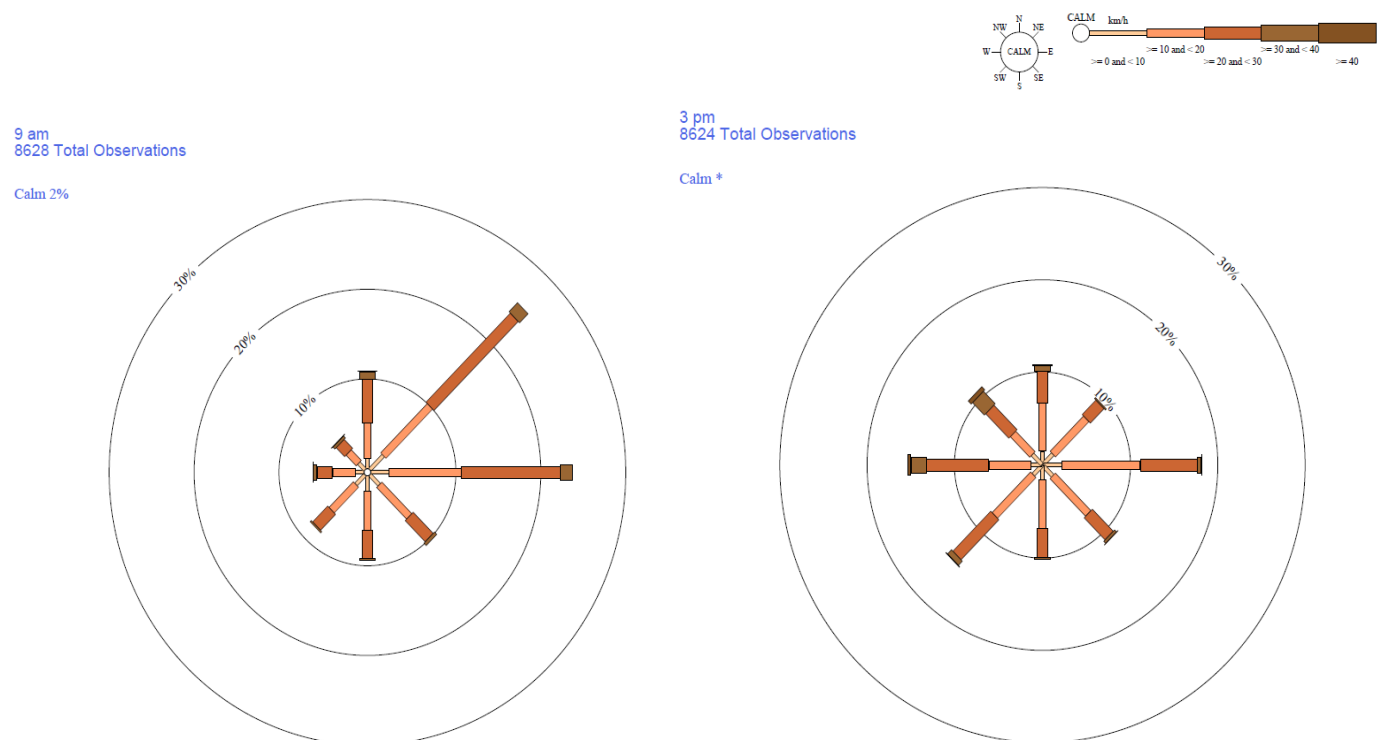 N
NW NE
W CALM E
SW SE
S
CALM km/h
>= 10 and < 20 >= 30 and < 40
>= 0 and < 10 >= 20 and < 30 >= 40
9 am
8628 Total Observations
Calm 2%
30%
20%
10%
3 pm
8624 Total Observations
Calm *
30%
20%
10%